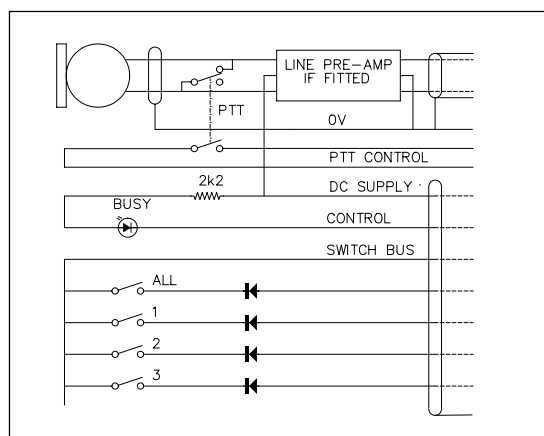 LINE PRE-AMP
IF FITTED
PTT
0V
PTT CONTROL
2k2
DC SUPPLY
BUSY
CONTROL
SWITCH BUS
ALL
1
2
3